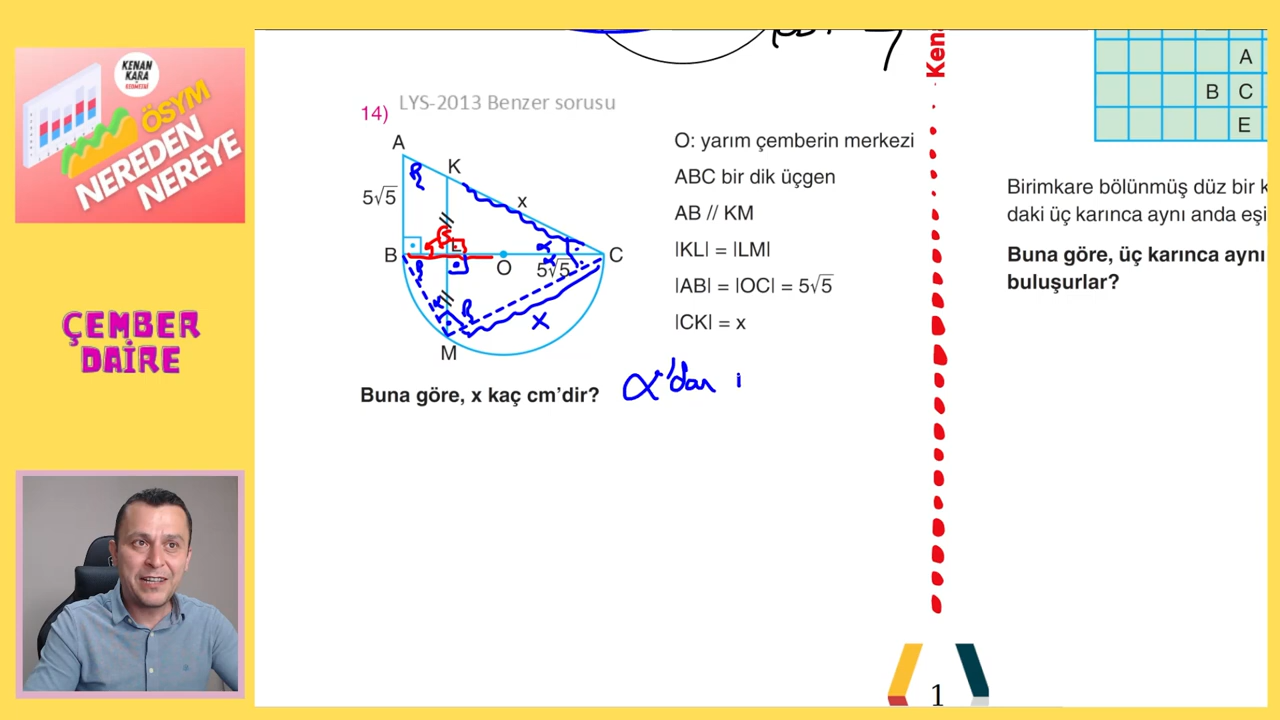 KENAN
KARA
ÖSYM
NEREDEN
NEREYE
ÇEMBER
DAİRE
14)
LYS-2013 Benzer sorusu
A
K
5√5
x
B
L
O
5√5
C
α
α
x
M
O: yarım çemberin merkezi
ABC bir dik üçgen
AB // KM
|KL| = |LM|
|AB| = |OC| = 5√5
|CK| = x
Buna göre, x kaç cm’dir?
α'dan i
Kena
A
B C
E
Birimkare bölünmüş düz bir k
daki üç karınca aynı anda eşi
Buna göre, üç karınca aynı
buluşurlar?
1